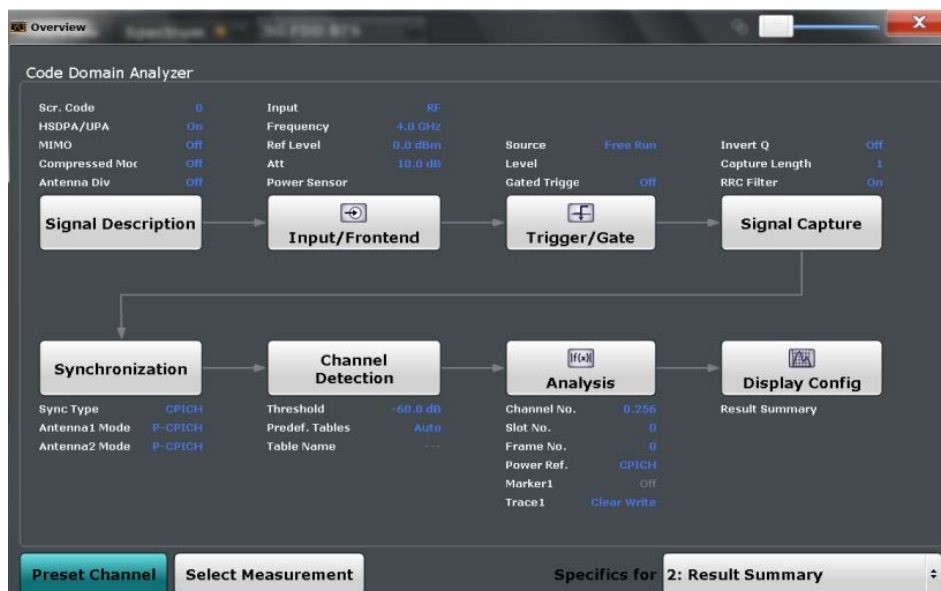 Overview
Spectrum
3G FDD BTS
X
Code Domain Analyzer
Scr. Code 0
HSDPA/UPA On
MIMO Off
Compressed Moc Off
Antenna Div Off
Input RF
Frequency 4.0 GHz
Ref Level 0.0 dBm
Att 10.0 dB
Power Sensor
Source Free Run
Level
Gated Trigge Off
Invert Q Off
Capture Length 1
RRC Filter On
Signal Description
Input/Frontend
Trigger/Gate
Signal Capture
Synchronization
Channel
Detection
f(x)
Analysis
Display Config
Sync Type CPICH
Antenna1 Mode P-CPICH
Antenna2 Mode P-CPICH
Threshold -60.0 dB
Predef. Tables Auto
Table Name ---
Channel No. 0.256
Slot No. 0
Frame No. 0
Power Ref. CPICH
Marker1 Off
Trace1 Clear Write
Result Summary
Preset Channel
Select Measurement
Specifics for 2: Result Summary